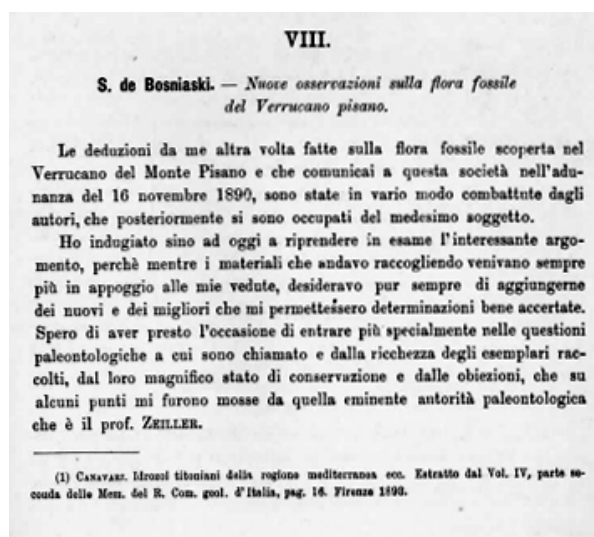 VIII.
S. de Bosniaski. — Nuove osservazioni sulla flora fossile
del Verrucano pisano.
Le deduzioni da me altra volta fatte sulla flora fossile scoperta nel
Verrucano del Monte Pisano e che comunicai a questa società nell'adu-
nanza del 16 novembre 1890, sono state in vario modo combattute dagli
autori, che posteriormente si sono occupati del medesimo soggetto.
Ho indugiato sino ad oggi a riprendere in esame l'interessante argo-
mento, perchè mentre i materiali che andavo raccogliendo venivano sempre
più in appoggio alle mie vedute, desideravo pur sempre di aggiungerne
dei nuovi e dei migliori che mi permettessero determinazioni bene accertate.
Spero di aver presto l'occasione di entrare più specialmente nelle questioni
paleontologiche a cui sono chiamato e dalla ricchezza degli esemplari rac-
colti, dal loro magnifico stato di conservazione e dalle obiezioni, che su
alcuni punti mi furono mosse da quella eminente autorità paleontologica
che è il prof. ZEILLER.
(1) CANAVARI. Idrozoi titoniani della regione mediterranea ecc. Estratto dal Vol. IV, parte se-
conda delle Mem. del R. Com. geol. d'Italia, pag. 16. Firenze 1893.